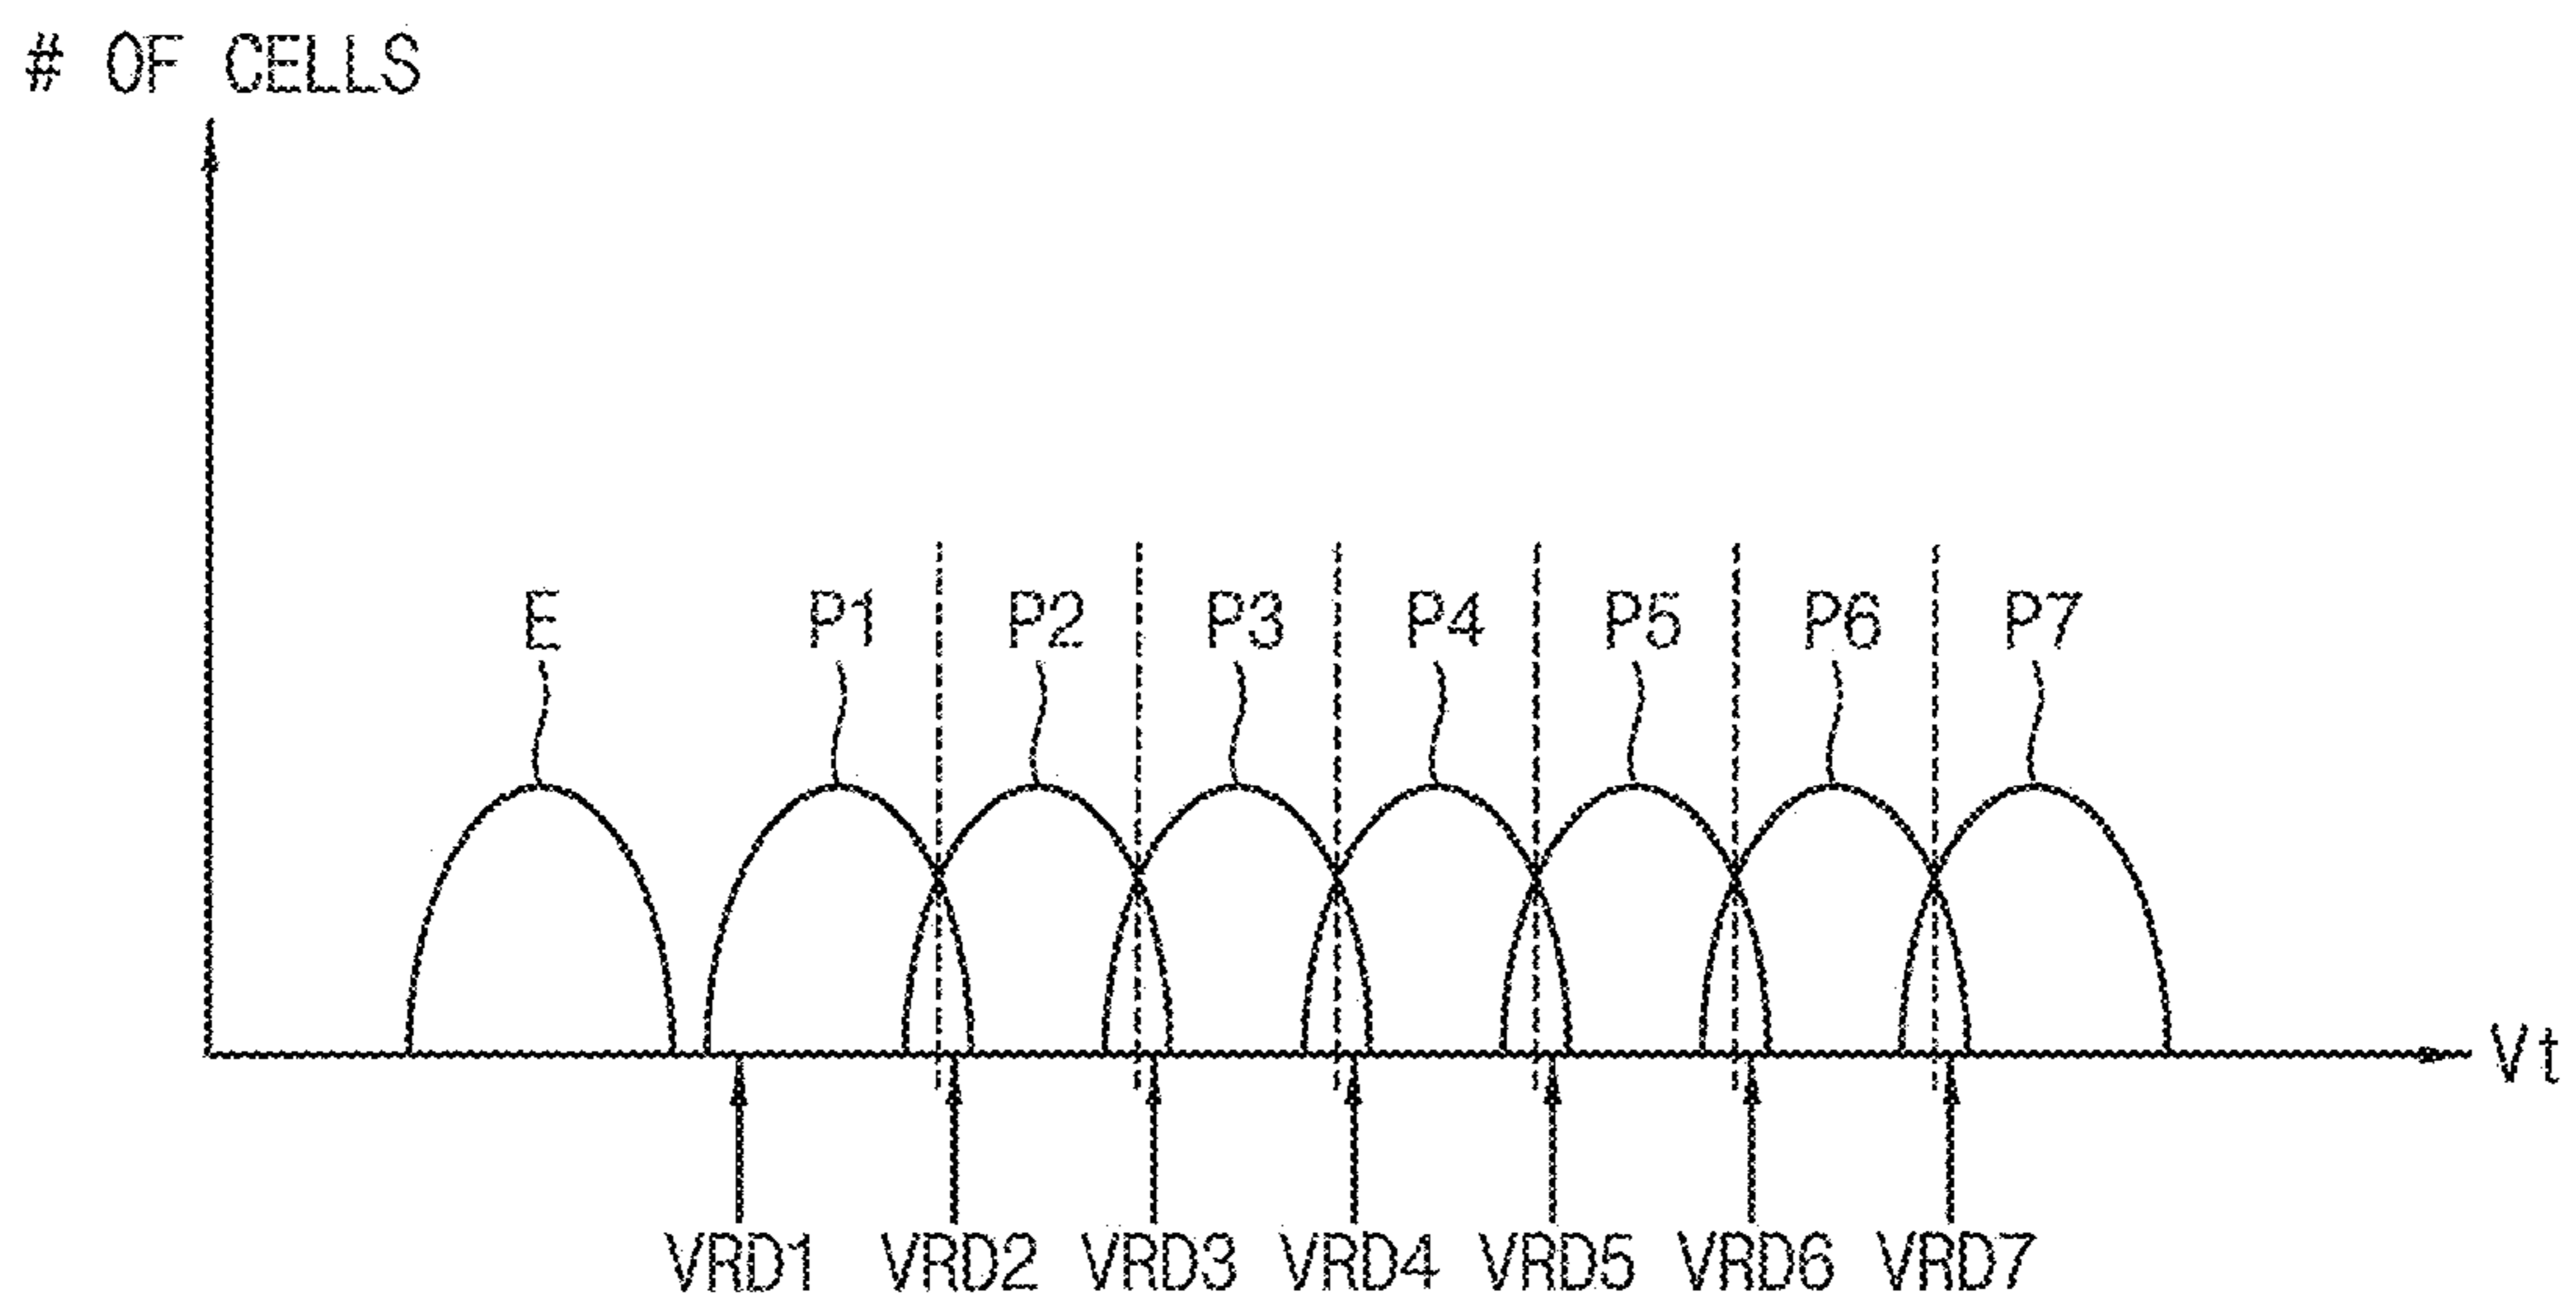 # OF CELLS
E P1 P2 P3 P4 P5 P6 P7
Vt
VRD1 VRD2 VRD3 VRD4 VRD5 VRD6 VRD7